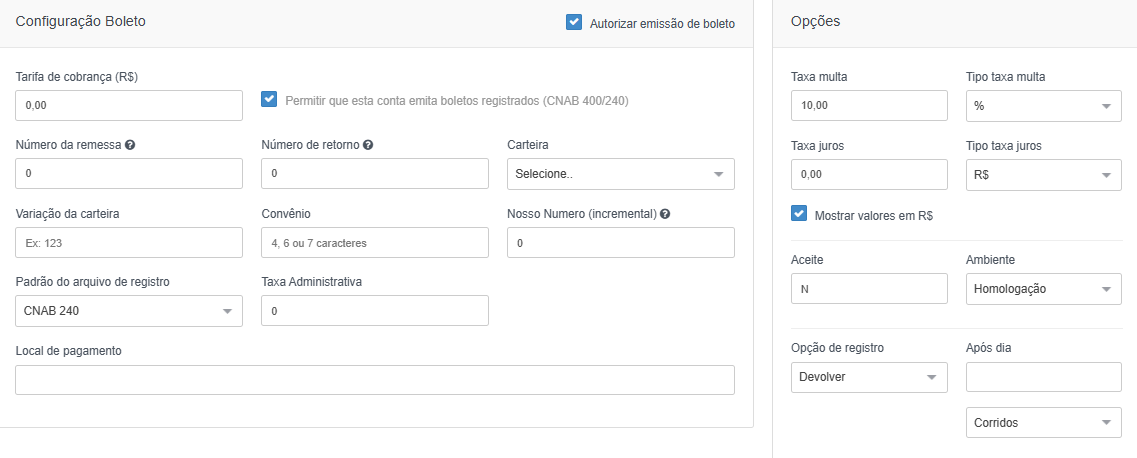 Configuração Boleto
Autorizar emissão de boleto
Tarifa de cobrança (R$)
0,00
Permitir que esta conta emita boletos registrados (CNAB 400/240)
Número da remessa ?
Número de retorno ?
Carteira
0
0
Selecione..
Variação da carteira
Convênio
Nosso Numero (incremental) ?
Ex: 123
4, 6 ou 7 caracteres
0
Padrão do arquivo de registro
Taxa Administrativa
CNAB 240
0
Local de pagamento
Opções
Taxa multa
Tipo taxa multa
10,00
%
Taxa juros
Tipo taxa juros
0,00
R$
Mostrar valores em R$
Aceite
Ambiente
N
Homologação
Opção de registro
Após dia
Devolver
Corridos